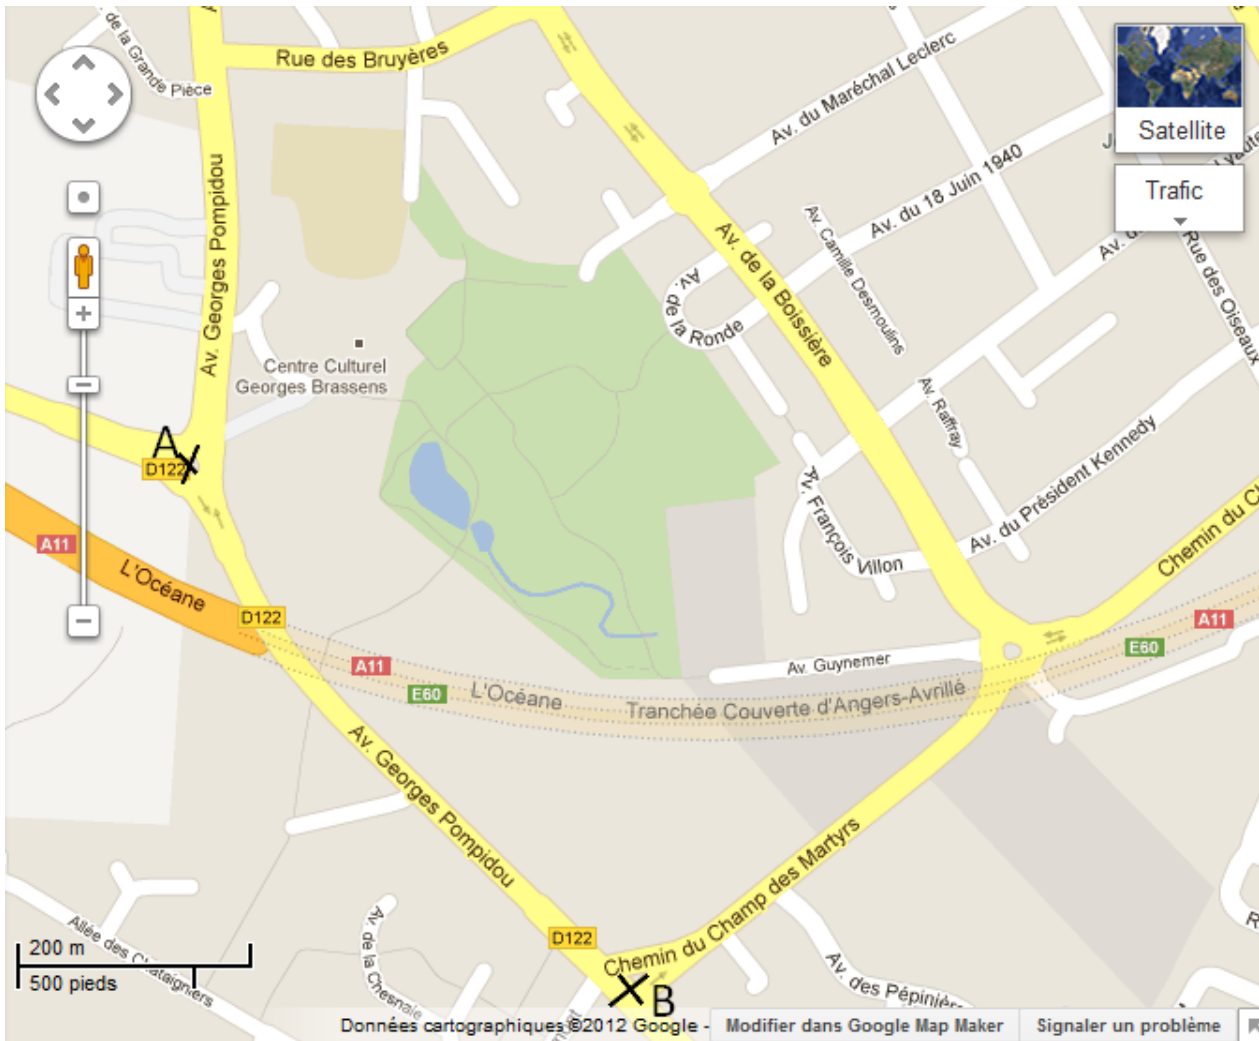 de la Grande Pièce
Rue des Bruyères
Av. du Maréchal Leclerc
Satellite
Trafic
Av. du 18 Juin 1940
Av. Georges Pompidou
Av. Camille Desmoulins
Av. de la Boissière
Rue des Oiseaux
Av. de la Ronde
Centre Culturel
Georges Brassens
Av. Raffray
A
D122
Av. du Président Kennedy
Av. François Villon
Chemin du
A11
L'Océane
D122
A11
E60
Av. Guynemer
A11
E60
L'Océane
Tranchée Couverte d'Angers-Avrillé
Av. Georges Pompidou
Chemin du Champ des Martyrs
Allée des Châtaigniers
Av. de la Chesnaie
D122
Av. des Pépinière
200 m
500 pieds
B
Données cartographiques ©2012 Google -
Modifier dans Google Map Maker
Signaler un problème